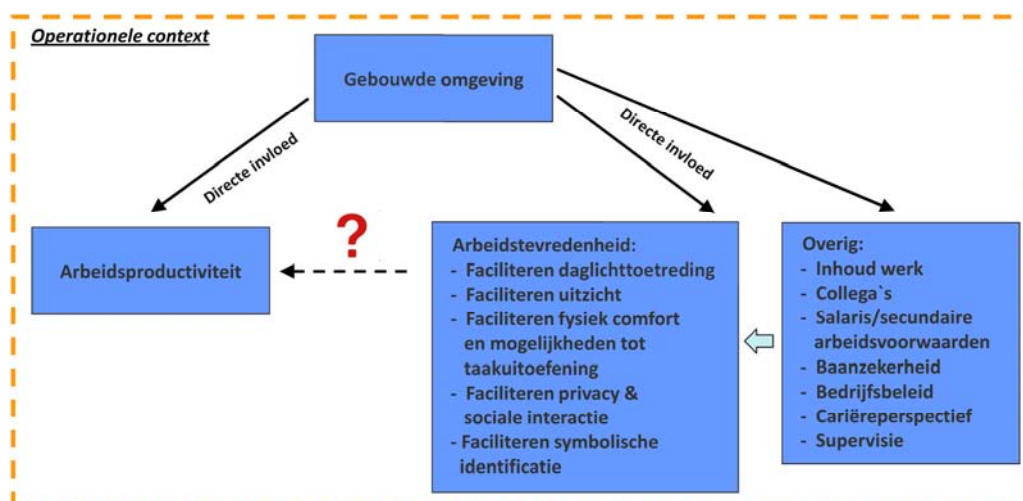 Operationele context
Gebouwde omgeving
Directe invloed
Directe invloed
?
Arbeidsproductiviteit
Arbeidstevredenheid:
- Faciliteren daglichttoetreding
- Faciliteren uitzicht
- Faciliteren fysiek comfort
en mogelijkheden tot
taakuitoefening
- Faciliteren privacy &
sociale interactie
- Faciliteren symbolische
identificatie
Overig:
- Inhoud werk
- Collega`s
- Salaris/secundaire
arbeidsvoorwaarden
- Baanzekerheid
- Bedrijfsbeleid
- Cariëreperspectief
- Supervisie